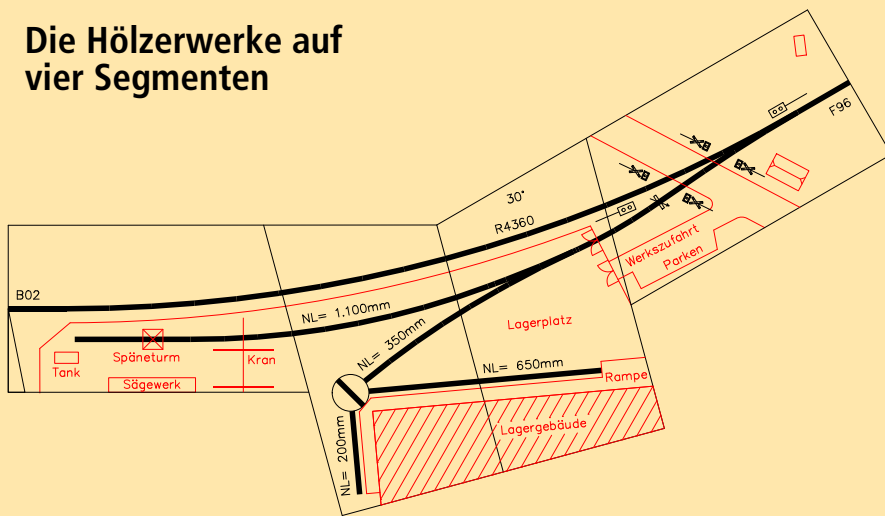 Die Hölzerwerke auf
vier Segmenten
F96
30°
R4360
Werkszufahrt
Parken
B02
NL= 1.100mm
Lagerplatz
NL= 350mm
Späneturm
Kran
Tank
Sägewerk
NL= 650mm
Rampe
Lagergebäude
NL= 200mm